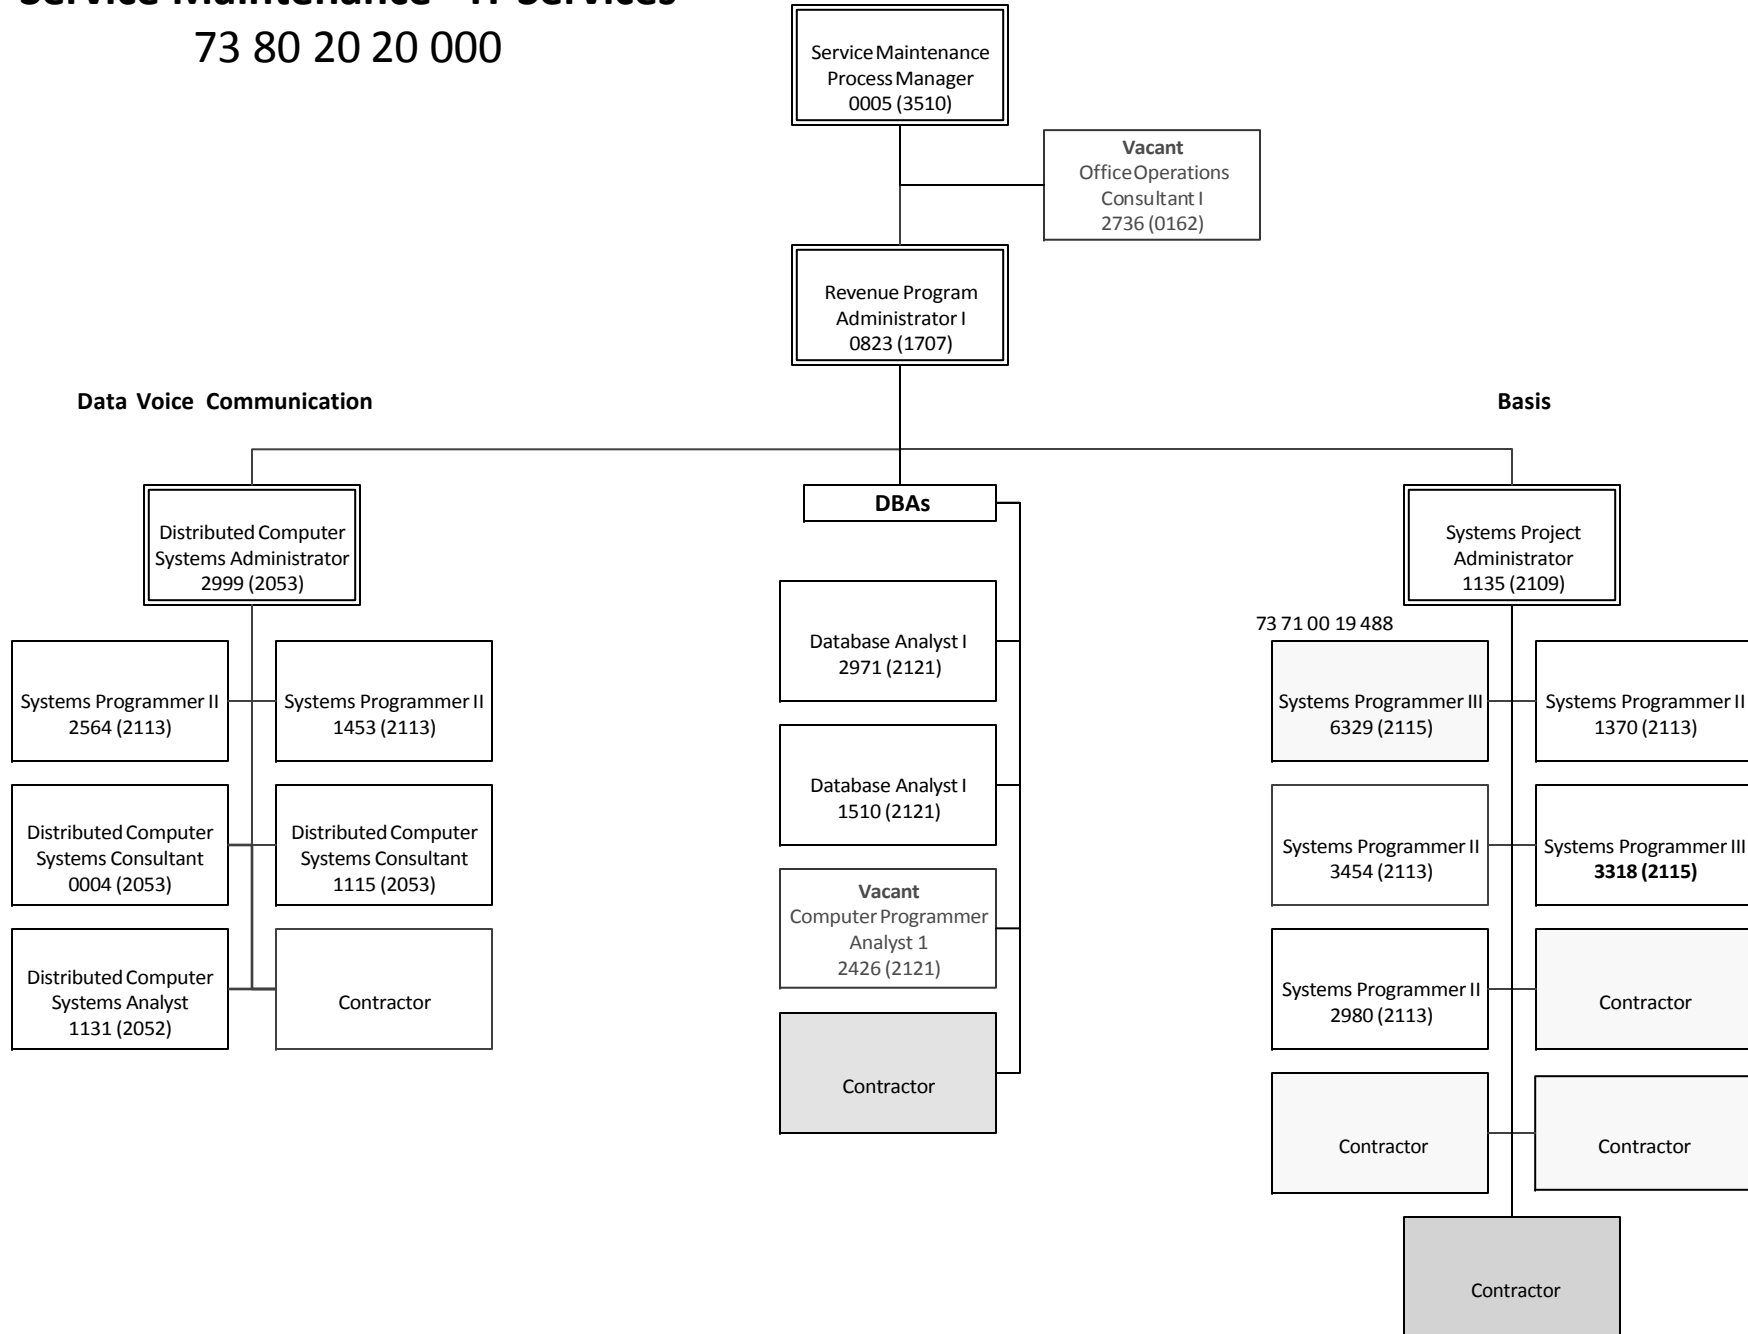 Service Maintenance - IT Services
73 80 20 20 000
Service Maintenance
Process Manager
0005 (3510)
Vacant
Office Operations
Consultant I
2736 (0162)
Revenue Program
Administrator I
0823 (1707)
Data Voice Communication
Basis
Distributed Computer
Systems Administrator
2999 (2053)
DBAs
Systems Project
Administrator
1135 (2109)
Systems Programmer II
2564 (2113)
Systems Programmer II
1453 (2113)
Distributed Computer
Systems Consultant
0004 (2053)
Distributed Computer
Systems Consultant
1115 (2053)
Distributed Computer
Systems Analyst
1131 (2052)
Contractor
Database Analyst I
2971 (2121)
Database Analyst I
1510 (2121)
Vacant
Computer Programmer
Analyst 1
2426 (2121)
Contractor
73 71 00 19 488
Systems Programmer III
6329 (2115)
Systems Programmer II
1370 (2113)
Systems Programmer II
3454 (2113)
Systems Programmer III
3318 (2115)
Systems Programmer II
2980 (2113)
Contractor
Contractor
Contractor
Contractor